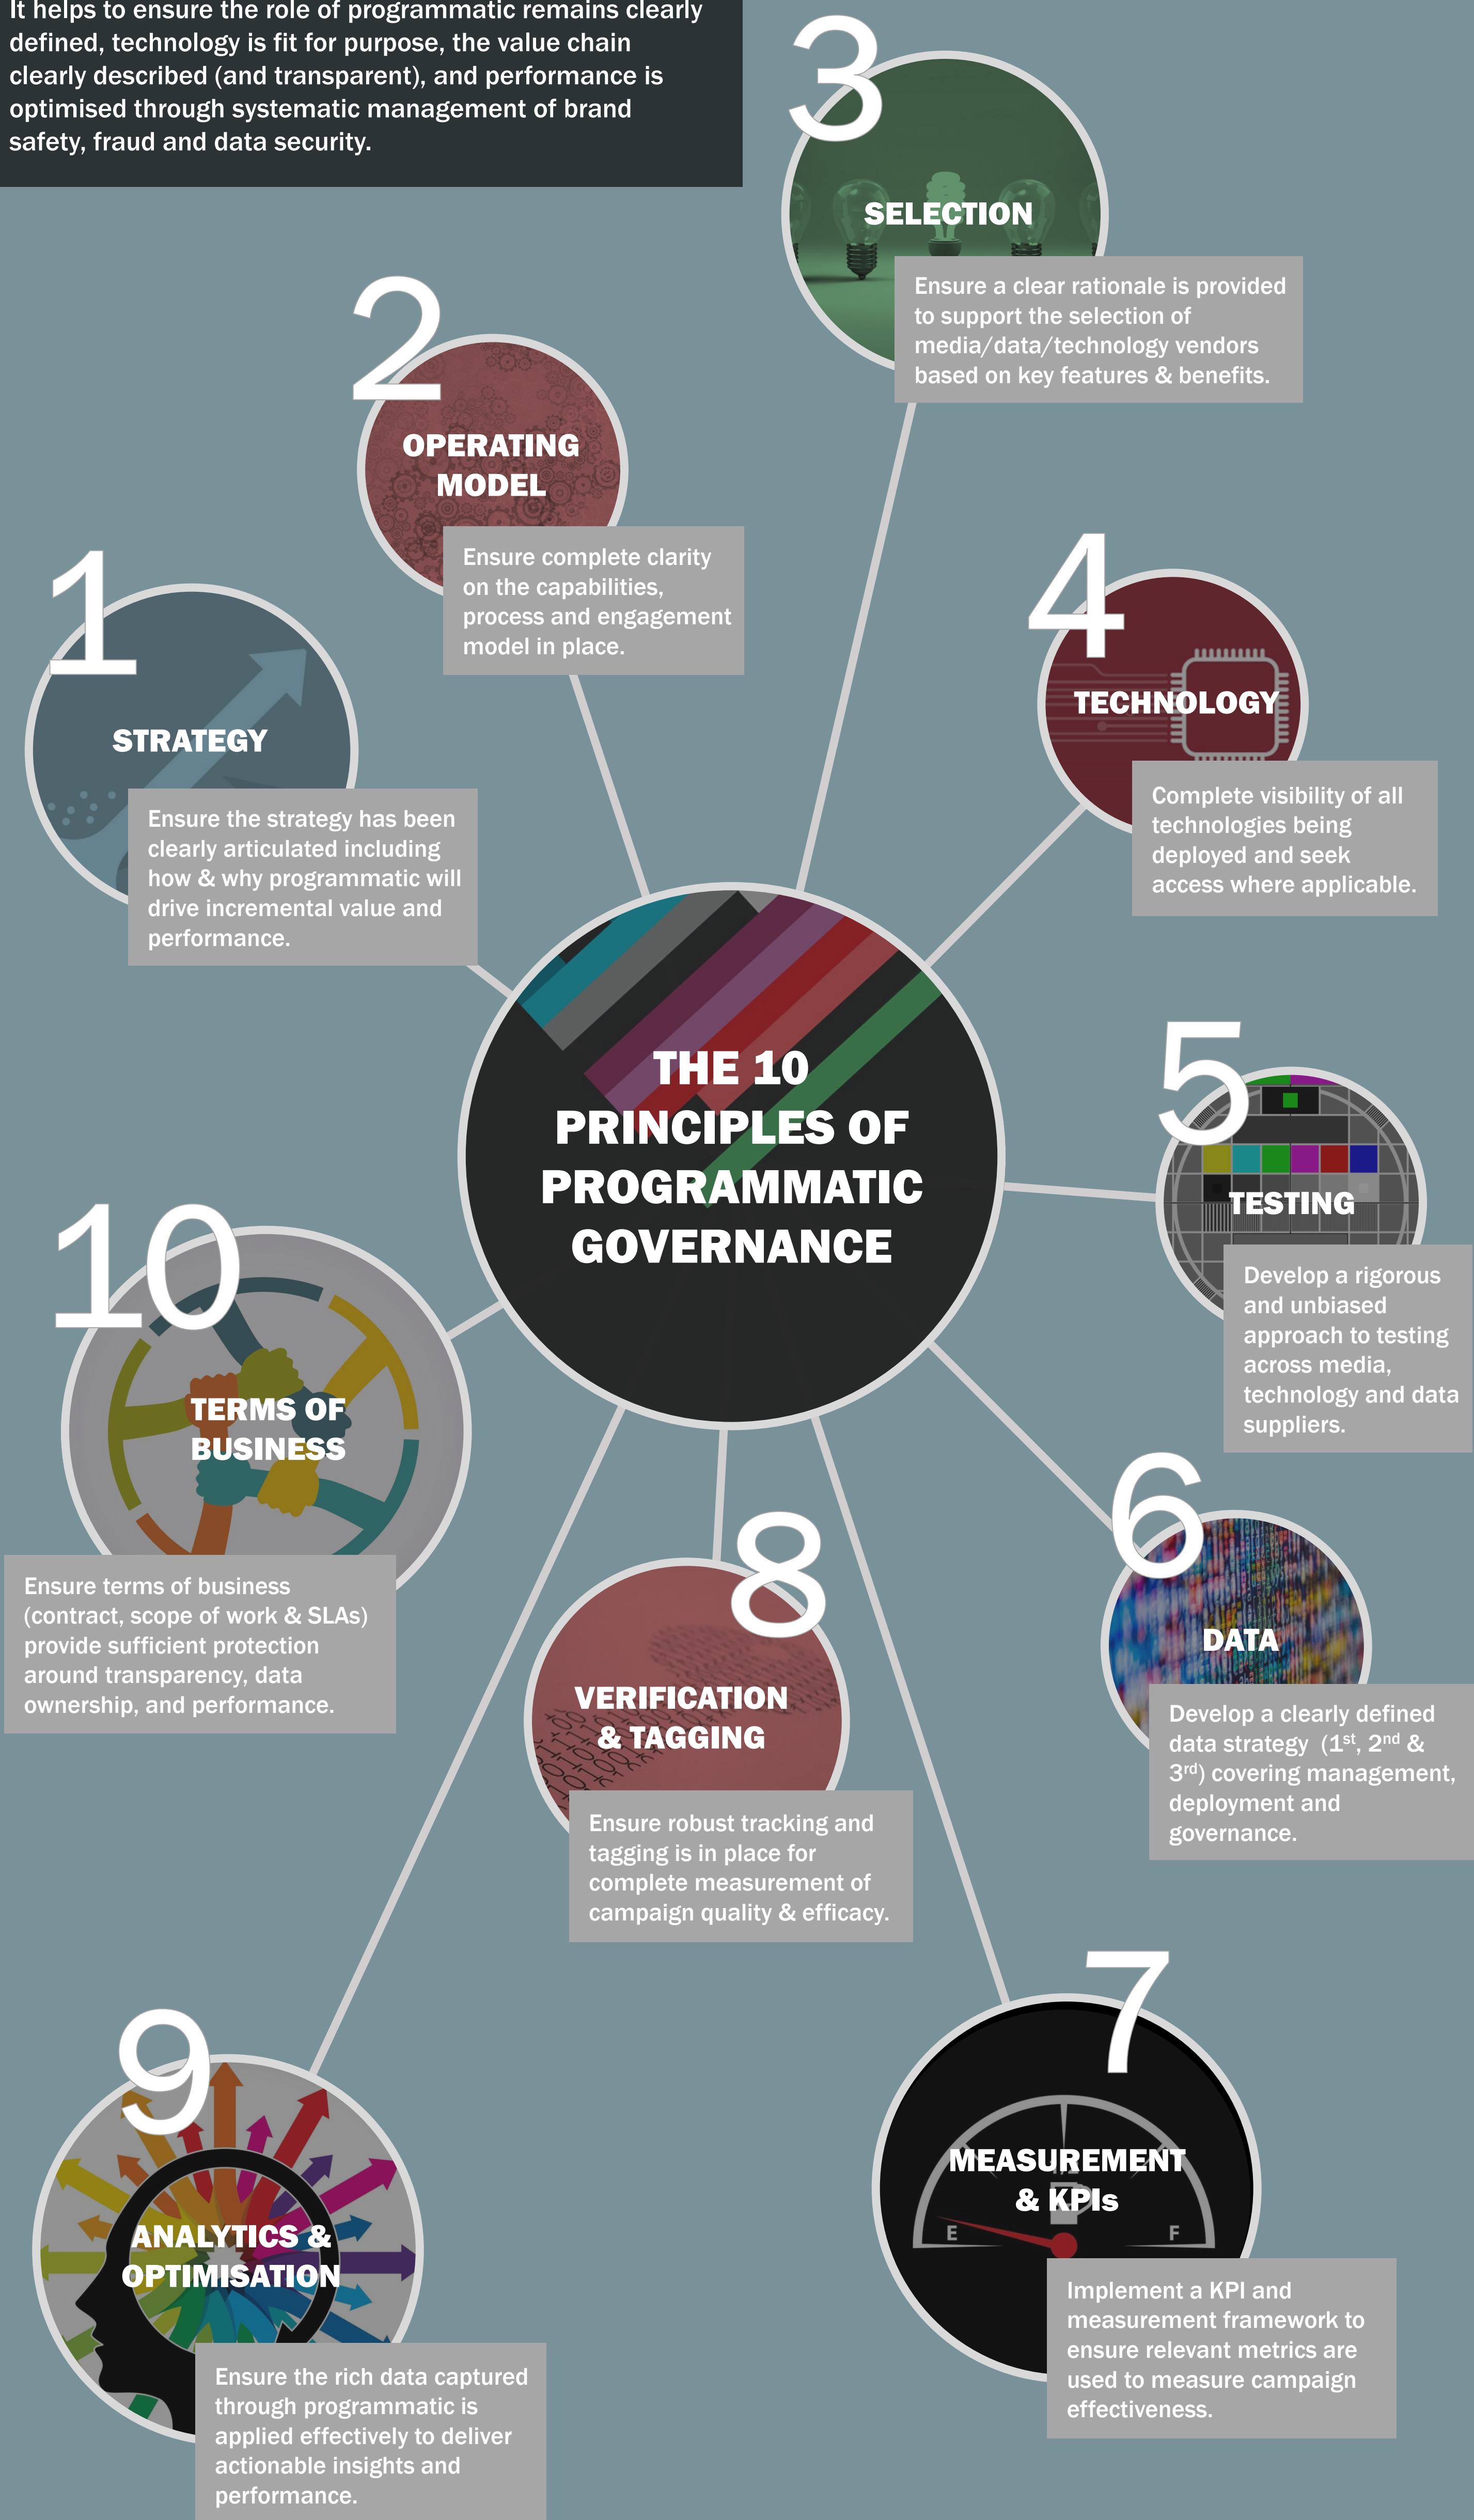 It helps to ensure the role of programmatic remains clearly
defined, technology is fit for purpose, the value chain
clearly described (and transparent), and performance is
optimised through systematic management of brand
safety, fraud and data security.
THE 10
PRINCIPLES OF
PROGRAMMATIC
GOVERNANCE
1
STRATEGY
Ensure the strategy has been
clearly articulated including
how & why programmatic will
drive incremental value and
performance.
2
OPERATING
MODEL
Ensure complete clarity
on the capabilities,
process and engagement
model in place.
3
SELECTION
Ensure a clear rationale is provided
to support the selection of
media/data/technology vendors
based on key features & benefits.
4
TECHNOLOGY
Complete visibility of all
technologies being
deployed and seek
access where applicable.
5
TESTING
Develop a rigorous
and unbiased
approach to testing
across media,
technology and data
suppliers.
6
DATA
Develop a clearly defined
data strategy (1st, 2nd &
3rd) covering management,
deployment and
governance.
7
MEASUREMENT
& KPIs
E
F
Implement a KPI and
measurement framework to
ensure relevant metrics are
used to measure campaign
effectiveness.
8
VERIFICATION
& TAGGING
Ensure robust tracking and
tagging is in place for
complete measurement of
campaign quality & efficacy.
9
ANALYTICS &
OPTIMISATION
Ensure the rich data captured
through programmatic is
applied effectively to deliver
actionable insights and
performance.
10
TERMS OF
BUSINESS
Ensure terms of business
(contract, scope of work & SLAs)
provide sufficient protection
around transparency, data
ownership, and performance.